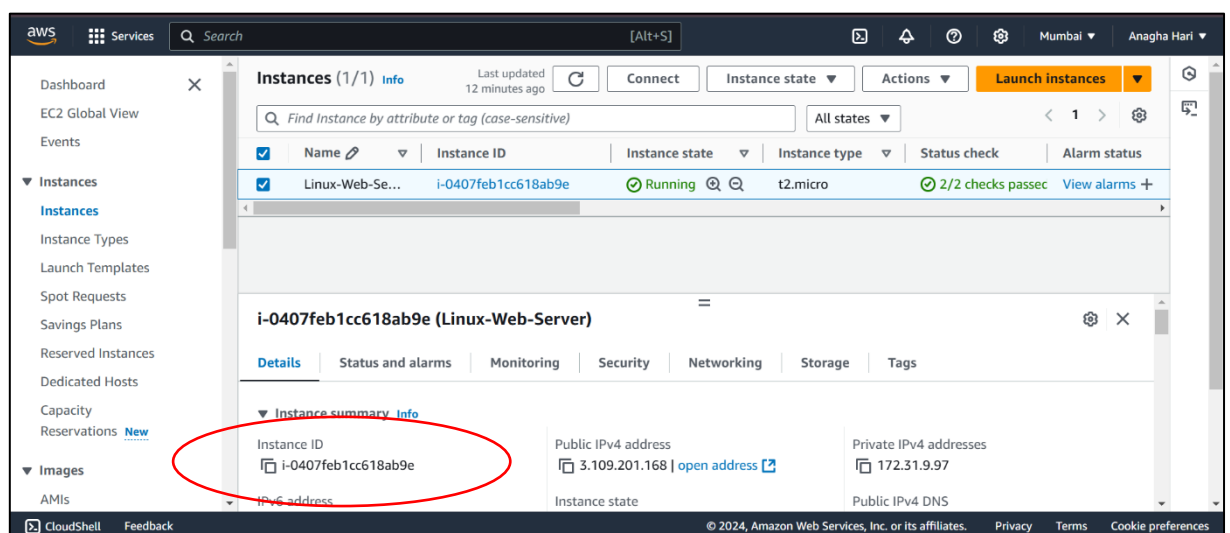 aws Services Search [Alt+S] Mumbai ▼ Anagha Hari ▼
Dashboard
EC2 Global View
Events
▼ Instances
Instances
Instance Types
Launch Templates
Spot Requests
Savings Plans
Reserved Instances
Dedicated Hosts
Capacity
Reservations New
▼ Images
AMIs
Instances (1/1) Info Last updated
12 minutes ago Connect Instance state ▼ Actions ▼ Launch instances ▼
Find Instance by attribute or tag (case-sensitive) All states ▼ < 1 >
Name Instance ID Instance state Instance type Status check Alarm status
Linux-Web-Se... i-0407feb1cc618ab9e Running t2.micro 2/2 checks passec View alarms +
i-0407feb1cc618ab9e (Linux-Web-Server)
Details Status and alarms Monitoring Security Networking Storage Tags
▼ Instance summary Info
Instance ID Public IPv4 address Private IPv4 addresses
i-0407feb1cc618ab9e 3.109.201.168 | open address 172.31.9.97
IPv6 address Instance state Public IPv4 DNS
CloudShell Feedback © 2024, Amazon Web Services, Inc. or its affiliates. Privacy Terms Cookie preferences